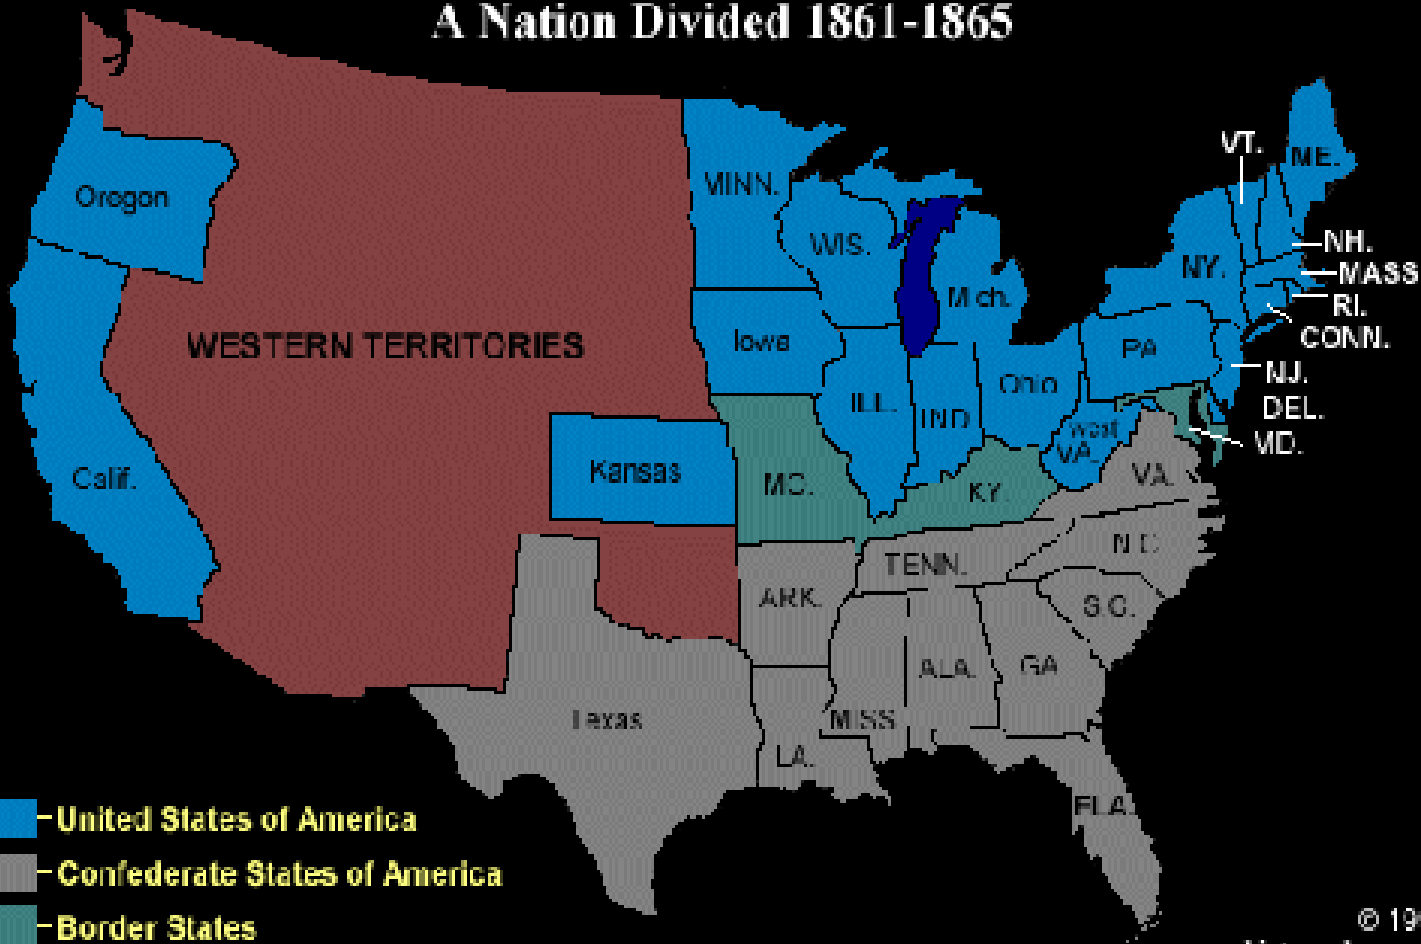 A Nation Divided 1861-1865
VT.
ME.
Oregon
MINN.
WIS.
NH.
NY.
MASS
Mich.
RI.
CONN.
WESTERN TERRITORIES
Iowa
PA
NJ.
Ohio
ILL.
IND
DEL.
West
VA.
MD.
Calif.
Kansas
MO.
KY.
VA.
N.C.
TENN.
ARK.
S.C.
ALA.
GA
Texas
MISS
LA.
FLA.
United States of America
Confederate States of America
Border States
© 19